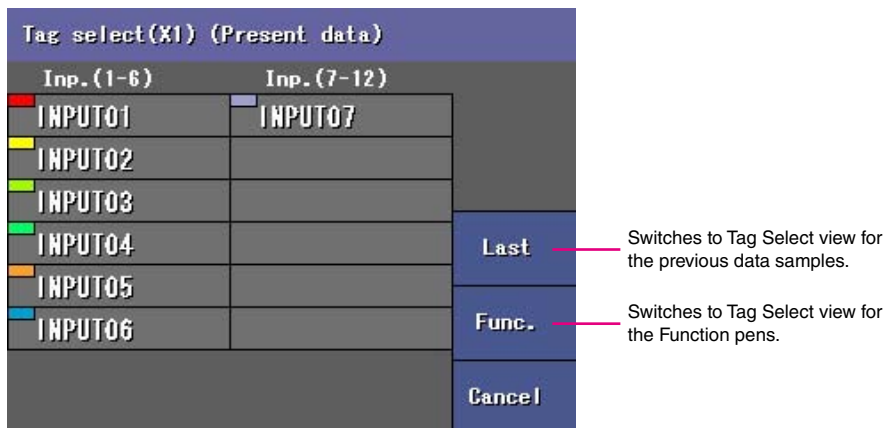 Tag select(X1) (Present data)
Inp.(1-6) Inp.(7-12)
INPUT01 INPUT07
INPUT02
INPUT03
INPUT04
INPUT05
INPUT06
Last
Switches to Tag Select view for
the previous data samples.
Func.
Switches to Tag Select view for
the Function pens.
Cancel